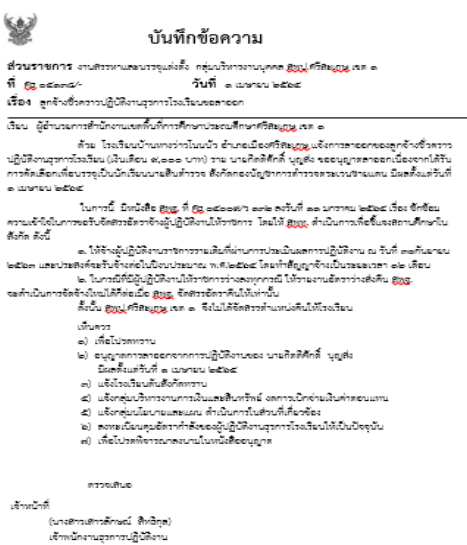 บันทึกข้อความ
ส่วนราชการ งานสรรหาและบรรจุแต่งตั้ง กลุ่มบริหารงานบุคคล สพป.ศรีสะเกษ เขต ๑
ที่ ศธ ๐๔๑๓๘/- วันที่ ๑ เมษายน ๒๕๖๔
เรื่อง ลูกจ้างชั่วคราวปฏิบัติงานธุรการโรงเรียนขอลาออก
เรียน ผู้อำนวยการสำนักงานเขตพื้นที่การศึกษาประถมศึกษาศรีสะเกษ เขต ๑
ด้วย โรงเรียนบ้านทางวาวโนนบัว อำเภอเมืองศรีสะเกษ แจ้งการลาออกของลูกจ้างชั่วคราว
ปฏิบัติงานธุรการโรงเรียน (เงินเดือน ๙,๐๐๐ บาท) ราย นายกิตติศักดิ์ บุญส่ง ขออนุญาตลาออกเนื่องจากได้รับ
การคัดเลือกเพื่อบรรจุเป็นนักเรียนนายสิบตำรวจ สังกัดกองบัญชาการตำรวจตระเวนชายแดน มีผลตั้งแต่วันที่
๑ เมษายน ๒๕๖๔
ในการนี้ มีหนังสือ สพฐ. ที่ ศธ ลงวันที่ ๑๑ มกราคม ๒๕๖๔ เรื่อง ซักซ้อม
ความเข้าใจในการขอรับจัดสรรอัตราจ้างผู้ปฏิบัติงานให้ราชการ โดยให้ สพท. ดำเนินการเพื่อชี้แจงสถานศึกษาใน
สังกัด ดังนี้
๑. ให้จ้างผู้ปฏิบัติงานราชการรายเดิมที่ผ่านการประเมินผลการปฏิบัติงาน ณ วันที่ ๓๐กันยายน
๒๕๖๓ และประสงค์จะรับจ้างต่อในปีงบประมาณ พ.ศ.๒๕๖๔ โดยทำสัญญาจ้างเป็นระยะเวลา ๑๒ เดือน
๒. ในกรณีที่มีผู้ปฏิบัติงานให้ราชการว่างลงทุกกรณี ให้รายงานอัตราว่างส่งคืน สพฐ.
จะดำเนินการจัดจ้างใหม่ได้ก็ต่อเมื่อ สพฐ. จัดสรรอัตราคืนให้เท่านั้น
ดังนั้น สพป.ศรีสะเกษ เขต ๑ จึงไม่ได้จัดสรรตำแหน่งคืนให้โรงเรียน
เห็นควร
๑) เพื่อโปรดทราบ
๒) อนุญาตการลาออกจากการปฏิบัติงานของ นายกิตติศักดิ์ บุญส่ง
มีผลตั้งแต่วันที่ ๑ เมษายน ๒๕๖๔
๓) แจ้งโรงเรียนต้นสังกัดทราบ
๔) แจ้งกลุ่มบริหารงานการเงินและสินทรัพย์ งดการเบิกจ่ายเงินค่าตอบแทน
๕) แจ้งกลุ่มนโยบายและแผน ดำเนินการในส่วนที่เกี่ยวข้อง
๖) ลงทะเบียนคุมอัตรากำลังของผู้ปฏิบัติงานธุรการโรงเรียนให้เป็นปัจจุบัน
๗) เพื่อโปรดพิจารณาลงนามในหนังสืออนุญาต
ตรวจเสนอ
เจ้าหน้าที่
(นางสาวเสาวลักษณ์ สิทธิกุล)
เจ้าพนักงานธุรการปฏิบัติงาน